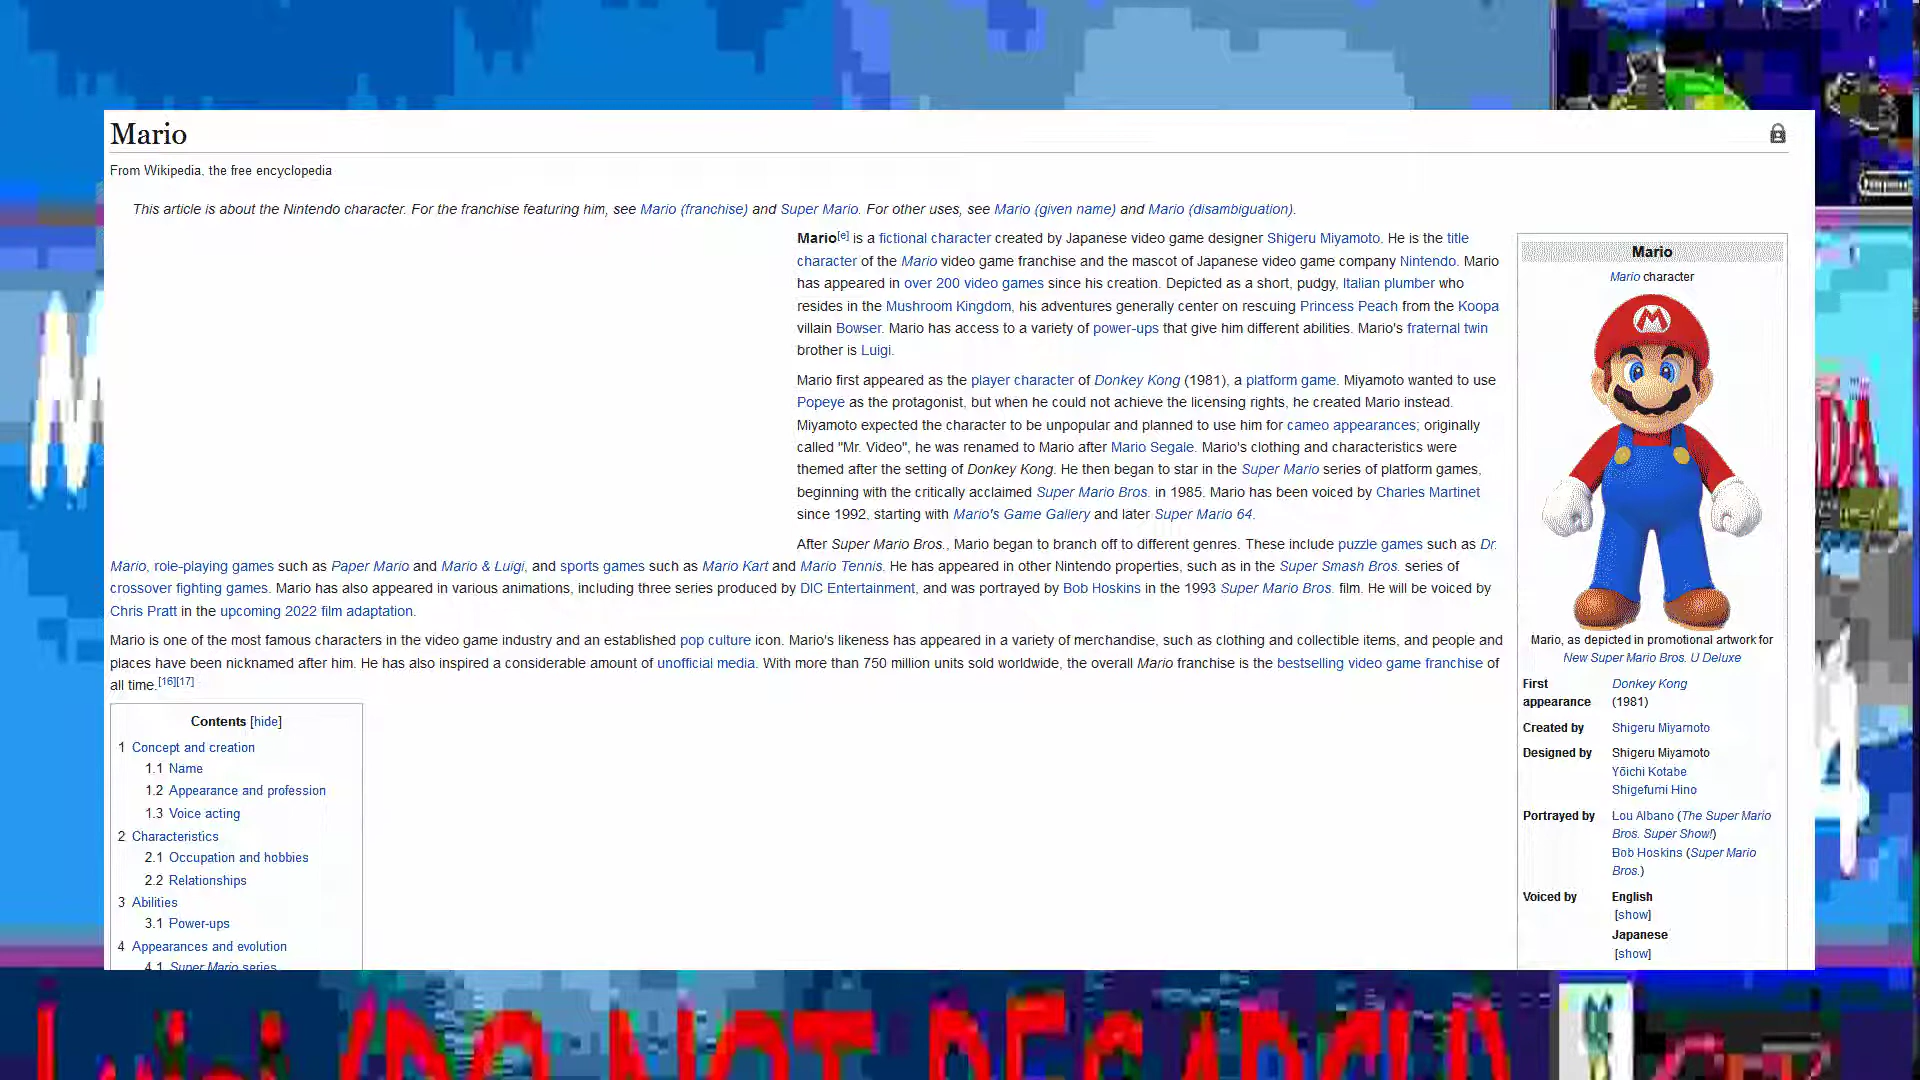 Mario
From Wikipedia, the free encyclopedia
This article is about the Nintendo character. For the franchise featuring him, see Mario (franchise) and Super Mario. For other uses, see Mario (given name) and Mario (disambiguation).
Mario[e] is a fictional character created by Japanese video game designer Shigeru Miyamoto. He is the title
character of the Mario video game franchise and the mascot of Japanese video game company Nintendo. Mario
has appeared in over 200 video games since his creation. Depicted as a short, pudgy, Italian plumber who
resides in the Mushroom Kingdom, his adventures generally center on rescuing Princess Peach from the Koopa
villain Bowser. Mario has access to a variety of power-ups that give him different abilities. Mario's fraternal twin
brother is Luigi.
Mario first appeared as the player character of Donkey Kong (1981), a platform game. Miyamoto wanted to use
Popeye as the protagonist, but when he could not achieve the licensing rights, he created Mario instead.
Miyamoto expected the character to be unpopular and planned to use him for cameo appearances; originally
called "Mr. Video", he was renamed to Mario after Mario Segale. Mario's clothing and characteristics were
themed after the setting of Donkey Kong. He then began to star in the Super Mario series of platform games,
beginning with the critically acclaimed Super Mario Bros. in 1985. Mario has been voiced by Charles Martinet
since 1992, starting with Mario's Game Gallery and later Super Mario 64.
After Super Mario Bros., Mario began to branch off to different genres. These include puzzle games such as Dr.
Mario, role-playing games such as Paper Mario and Mario & Luigi, and sports games such as Mario Kart and Mario Tennis. He has appeared in other Nintendo properties, such as in the Super Smash Bros. series of
crossover fighting games. Mario has also appeared in various animations, including three series produced by DIC Entertainment, and was portrayed by Bob Hoskins in the 1993 Super Mario Bros. film. He will be voiced by
Chris Pratt in the upcoming 2022 film adaptation.
Mario is one of the most famous characters in the video game industry and an established pop culture icon. Mario's likeness has appeared in a variety of merchandise, such as clothing and collectible items, and people and
places have been nicknamed after him. He has also inspired a considerable amount of unofficial media. With more than 750 million units sold worldwide, the overall Mario franchise is the bestselling video game franchise of
all time.[16][17]
Contents [hide]
1 Concept and creation
1.1 Name
1.2 Appearance and profession
1.3 Voice acting
2 Characteristics
2.1 Occupation and hobbies
2.2 Relationships
3 Abilities
3.1 Power-ups
4 Appearances and evolution
4.1 Super Mario series
Mario
Mario character
M
Mario, as depicted in promotional artwork for
New Super Mario Bros. U Deluxe
First appearance Donkey Kong
(1981)
Created by Shigeru Miyamoto
Designed by Shigeru Miyamoto
Yōichi Kotabe
Shigefumi Hino
Portrayed by Lou Albano (The Super Mario
Bros. Super Show!)
Bob Hoskins (Super Mario
Bros.)
Voiced by English
[show]
Japanese
[show]
DA
4
Luigi (DO NOT